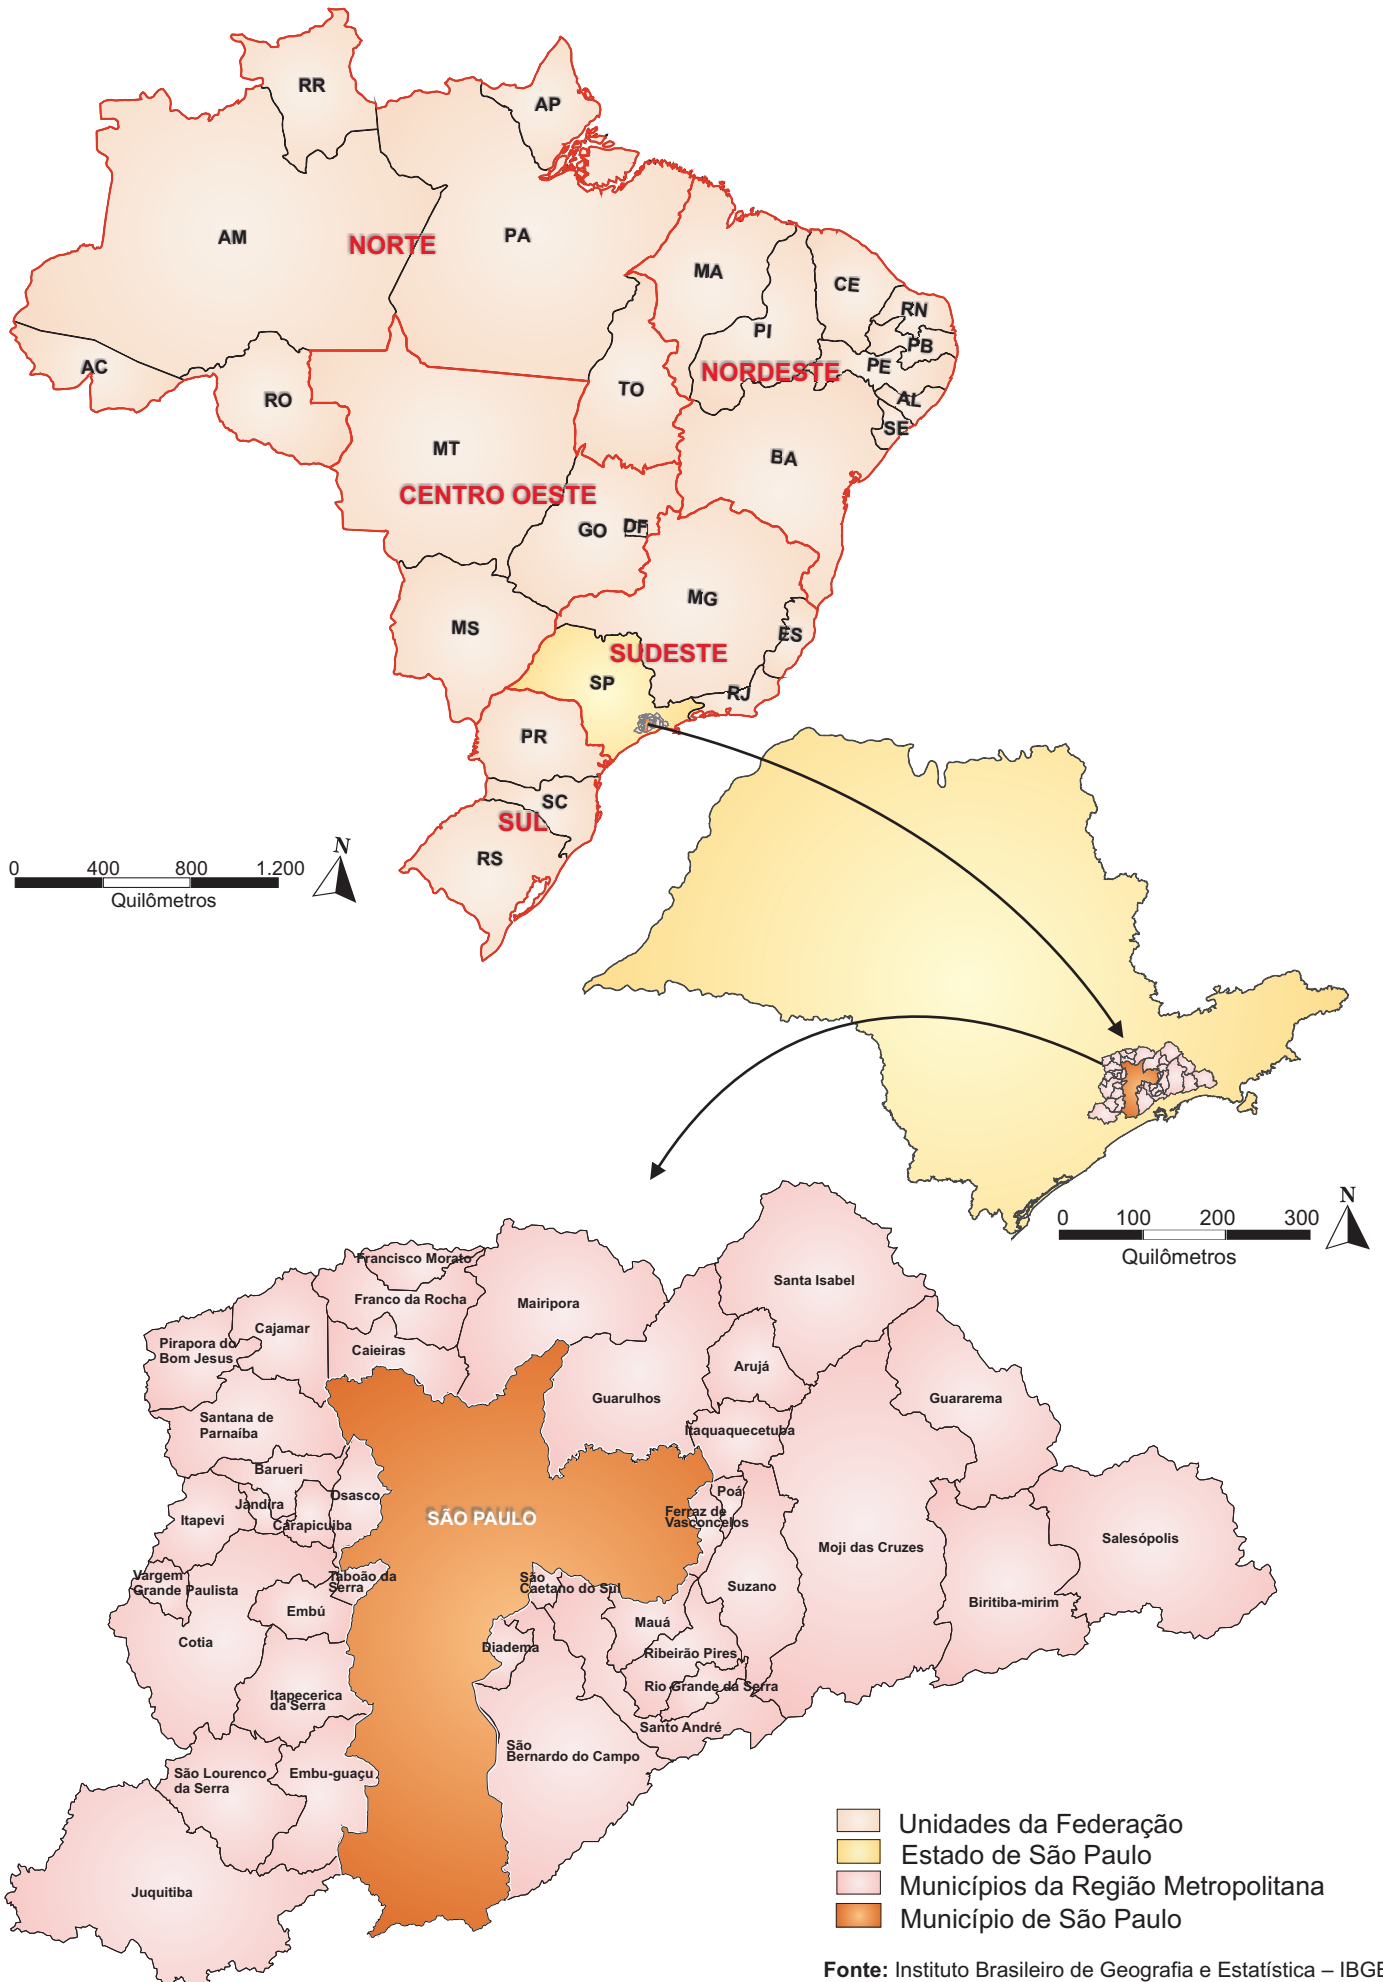 RR
AP
AM
NORTE
PA
MA
CE
RN
PI
PB
PE
NORDESTE
AC
TO
AL
RO
SE
MT
BA
CENTRO OESTE
GO
DF
MG
MS
ES
SUDESTE
SP
RJ
PR
SC
SUL
RS
N
0 400 800 1.200
Quilômetros
N
0 100 200 300
Quilômetros
Francisco Morato
Santa Isabel
Franco da Rocha
Mairipora
Cajamar
Pirapora do
Bom Jesus
Caieiras
Arujá
Guarulhos
Guararema
Santana de
Parnaíba
Itaquaquecetuba
Barueri
Poá
Osasco
Jandira
Ferraz de
Vasconcelos
SÃO PAULO
Itapevi
Carapicuiba
Salesópolis
Moji das Cruzes
Vargem
Grande Paulista
Taboão da
Serra
São
Caetano do Sul
Suzano
Biritiba-mirim
Embú
Mauá
Cotia
Diadema
Ribeirão Pires
Rio Grande da Serra
Itapecerica
da Serra
Santo André
São
Bernardo do Campo
São Lourenco
da Serra
Embu-guaçu
Juquitiba
Unidades da Federação
Estado de São Paulo
Municípios da Região Metropolitana
Município de São Paulo
Fonte: Instituto Brasileiro de Geografia e Estatística – IBGE